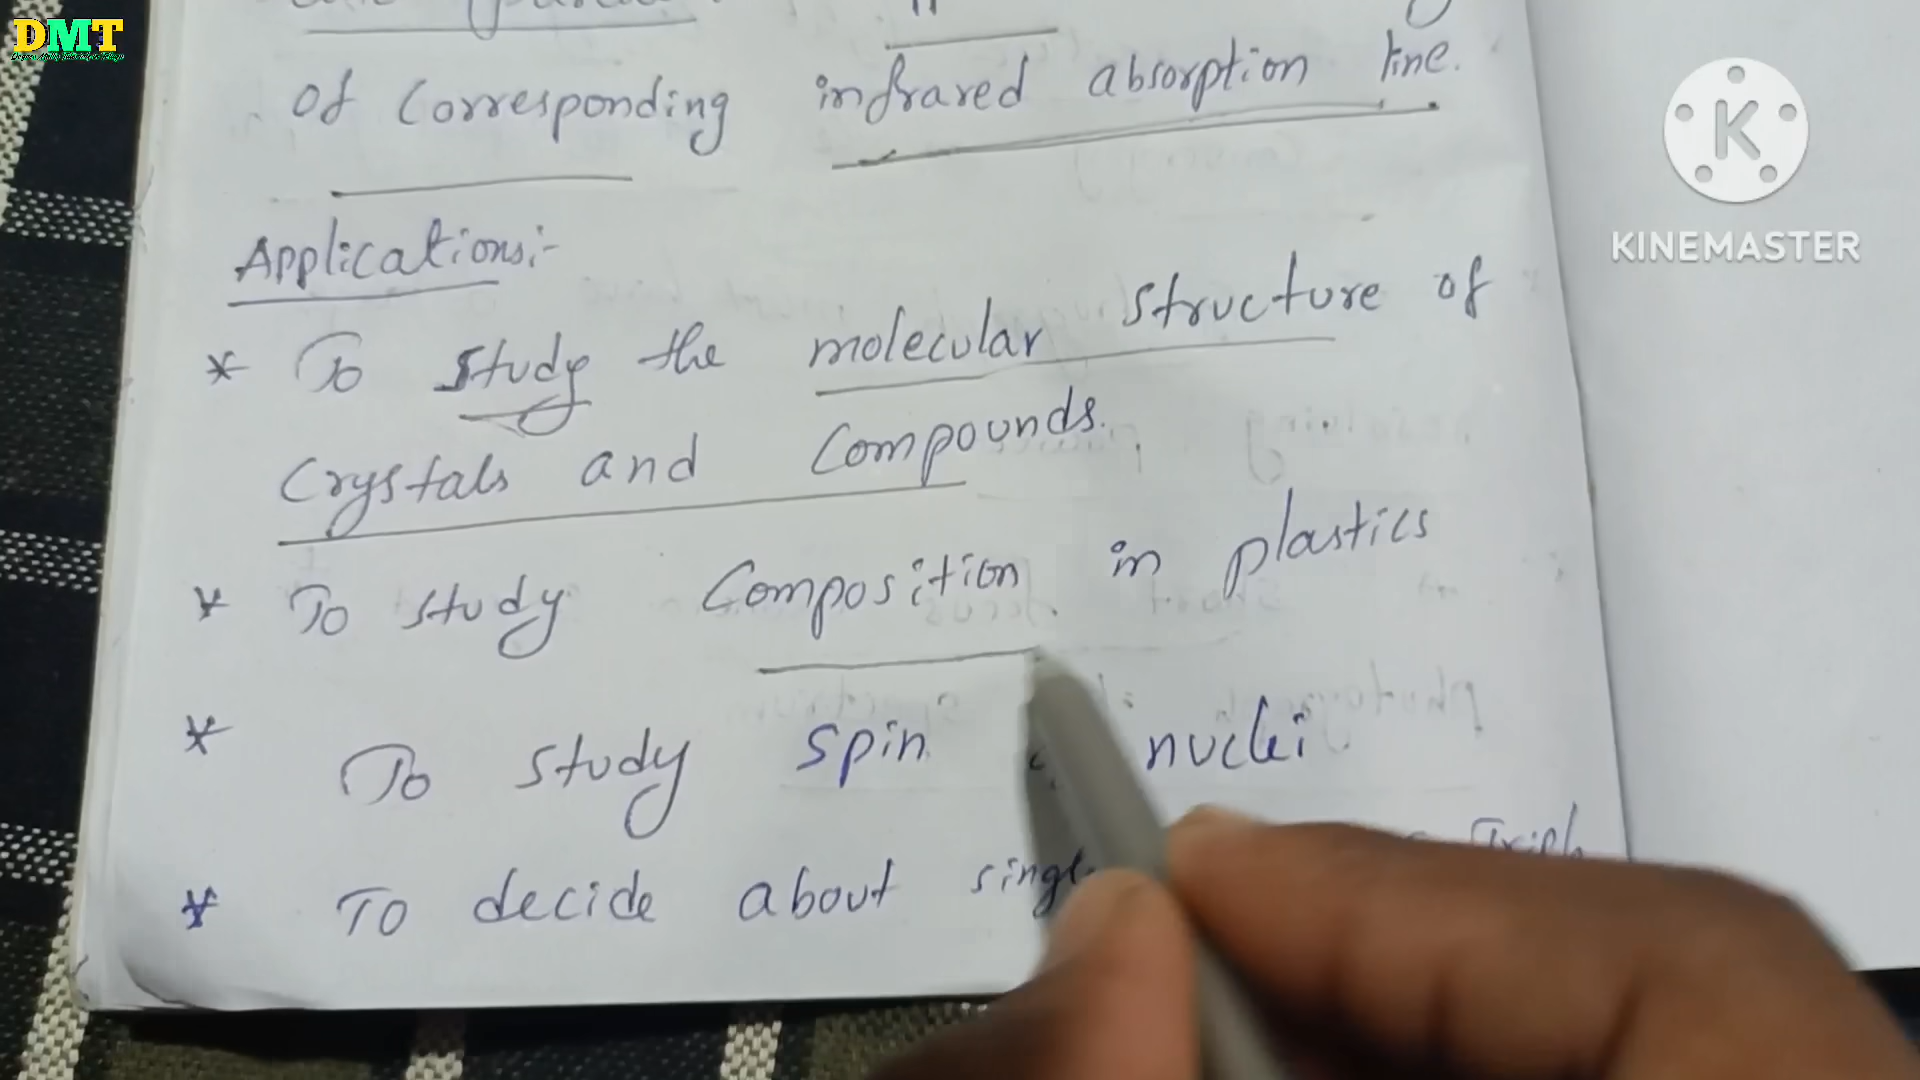 DMT
of Corresponding infrared absorption line.
K
KINEMASTER
Applications:-
* To study the molecular structure of
Crystals and Compounds.
* To study Composition in plastics
* To study spin nuclei
* To decide about